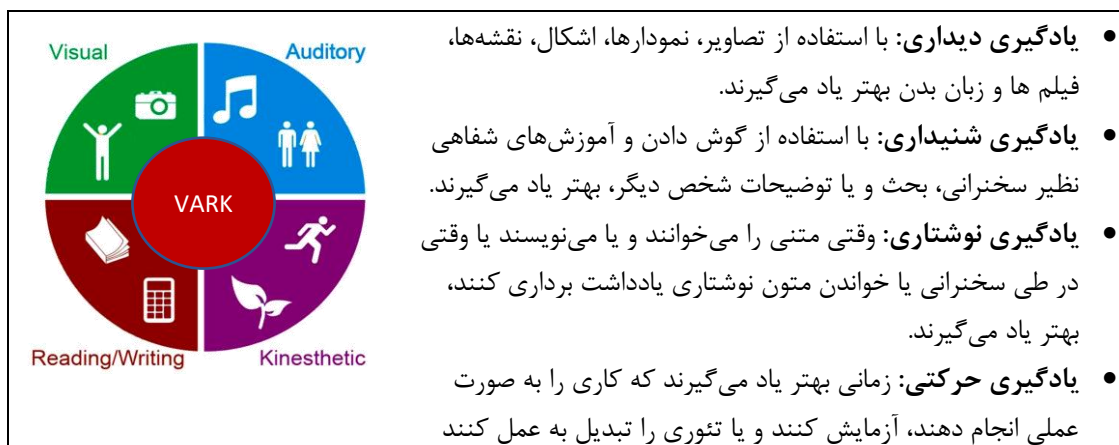 Visual
Auditory
VARK
Reading/Writing
Kinesthetic
• یادگیری دیداری: با استفاده از تصاویر، نمودارها، اشکال، نقشه‌ها،
فیلم ها و زبان بدن بهتر یاد می‌گیرند.
• یادگیری شنیداری: با استفاده از گوش دادن و آموزش‌های شفاهی
نظیر سخنرانی، بحث و یا توضیحات شخص دیگر، بهتر یاد می‌گیرند.
• یادگیری نوشتاری: وقتی متنی را می‌خوانند و یا می‌نویسند یا وقتی
در طی سخنرانی یا خواندن متون نوشتاری یادداشت برداری کنند،
بهتر یاد می‌گیرند.
• یادگیری حرکتی: زمانی بهتر یاد می‌گیرند که کاری را به صورت
عملی انجام دهند، آزمایش کنند و یا تئوری را تبدیل به عمل کنند